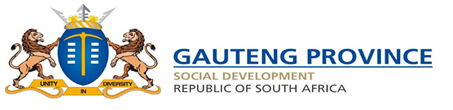 GAUTENG PROVINCE
SOCIAL DEVELOPMENT
REPUBLIC OF SOUTH AFRICA
UNITY IN DIVERSITY